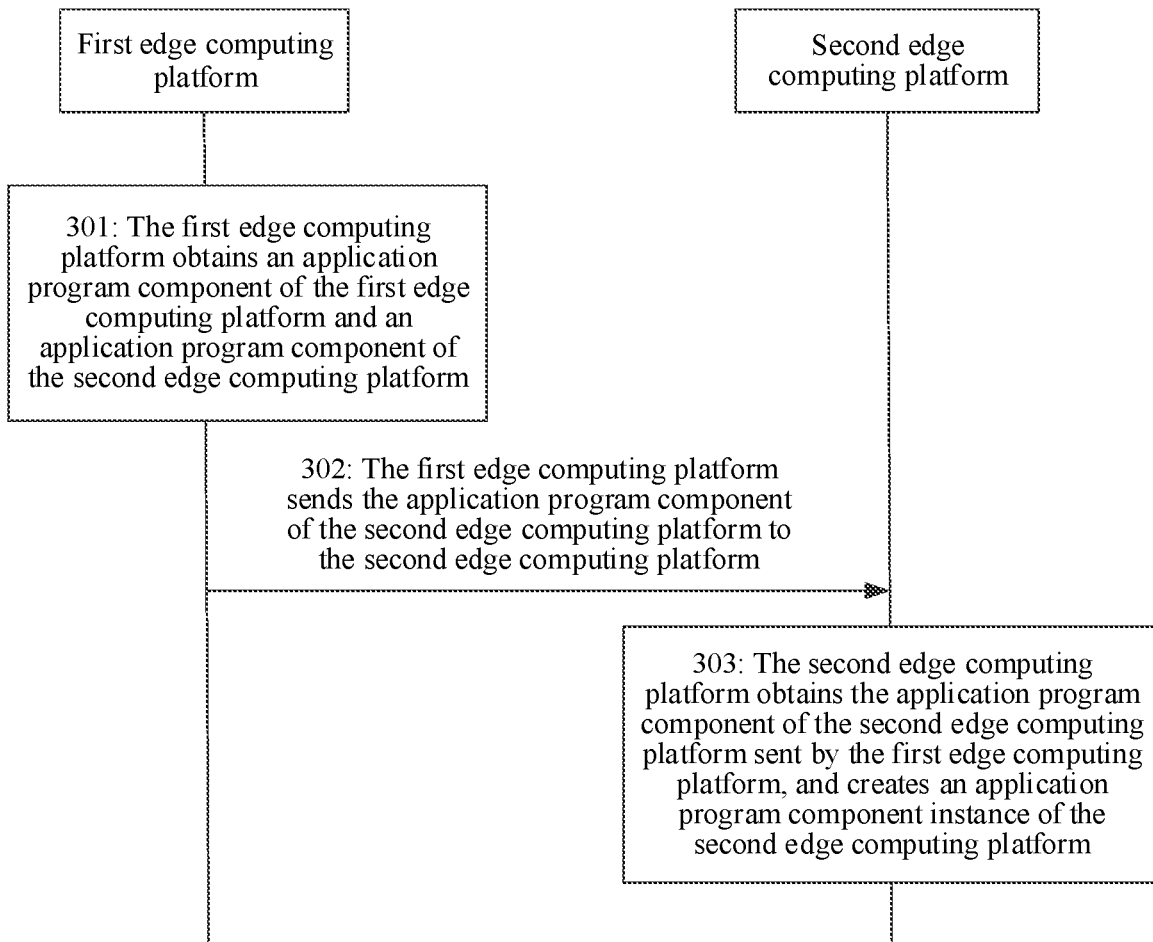 First edge computing
platform
Second edge
computing platform
301: The first edge computing
platform obtains an application
program component of the first edge
computing platform and an
application program component of
the second edge computing platform
302: The first edge computing platform
sends the application program component
of the second edge computing platform to
the second edge computing platform
303: The second edge computing
platform obtains the application program
component of the second edge computing
platform sent by the first edge computing
platform, and creates an application
program component instance of the
second edge computing platform